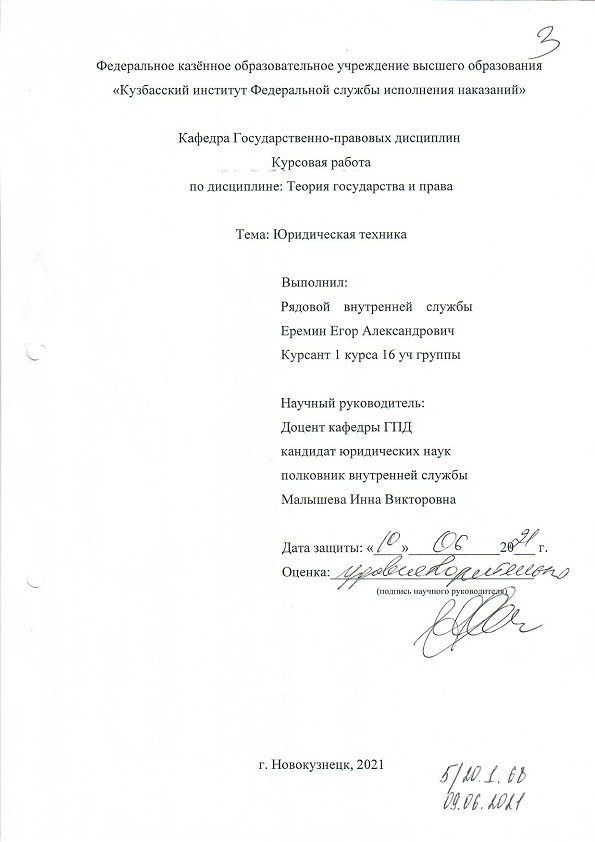 3
Федеральное казённое образовательное учреждение высшего образования
«Кузбасский институт Федеральной службы исполнения наказаний»
Кафедра Государственно-правовых дисциплин
Курсовая работа
по дисциплине: Теория государства и права
Тема: Юридическая техника
Выполнил:
Рядовой внутренней службы
Еремин Егор Александрович
Курсант 1 курса 16 уч группы
Научный руководитель:
Доцент кафедры ГПД
кандидат юридических наук
полковник внутренней службы
Малышева Инна Викторовна
Дата защиты: «10» 06 2021 г.
Оценка: удовлетворительно
(подпись научного руководителя)
г. Новокузнецк, 2021
5/20.1.68
09.06.2021